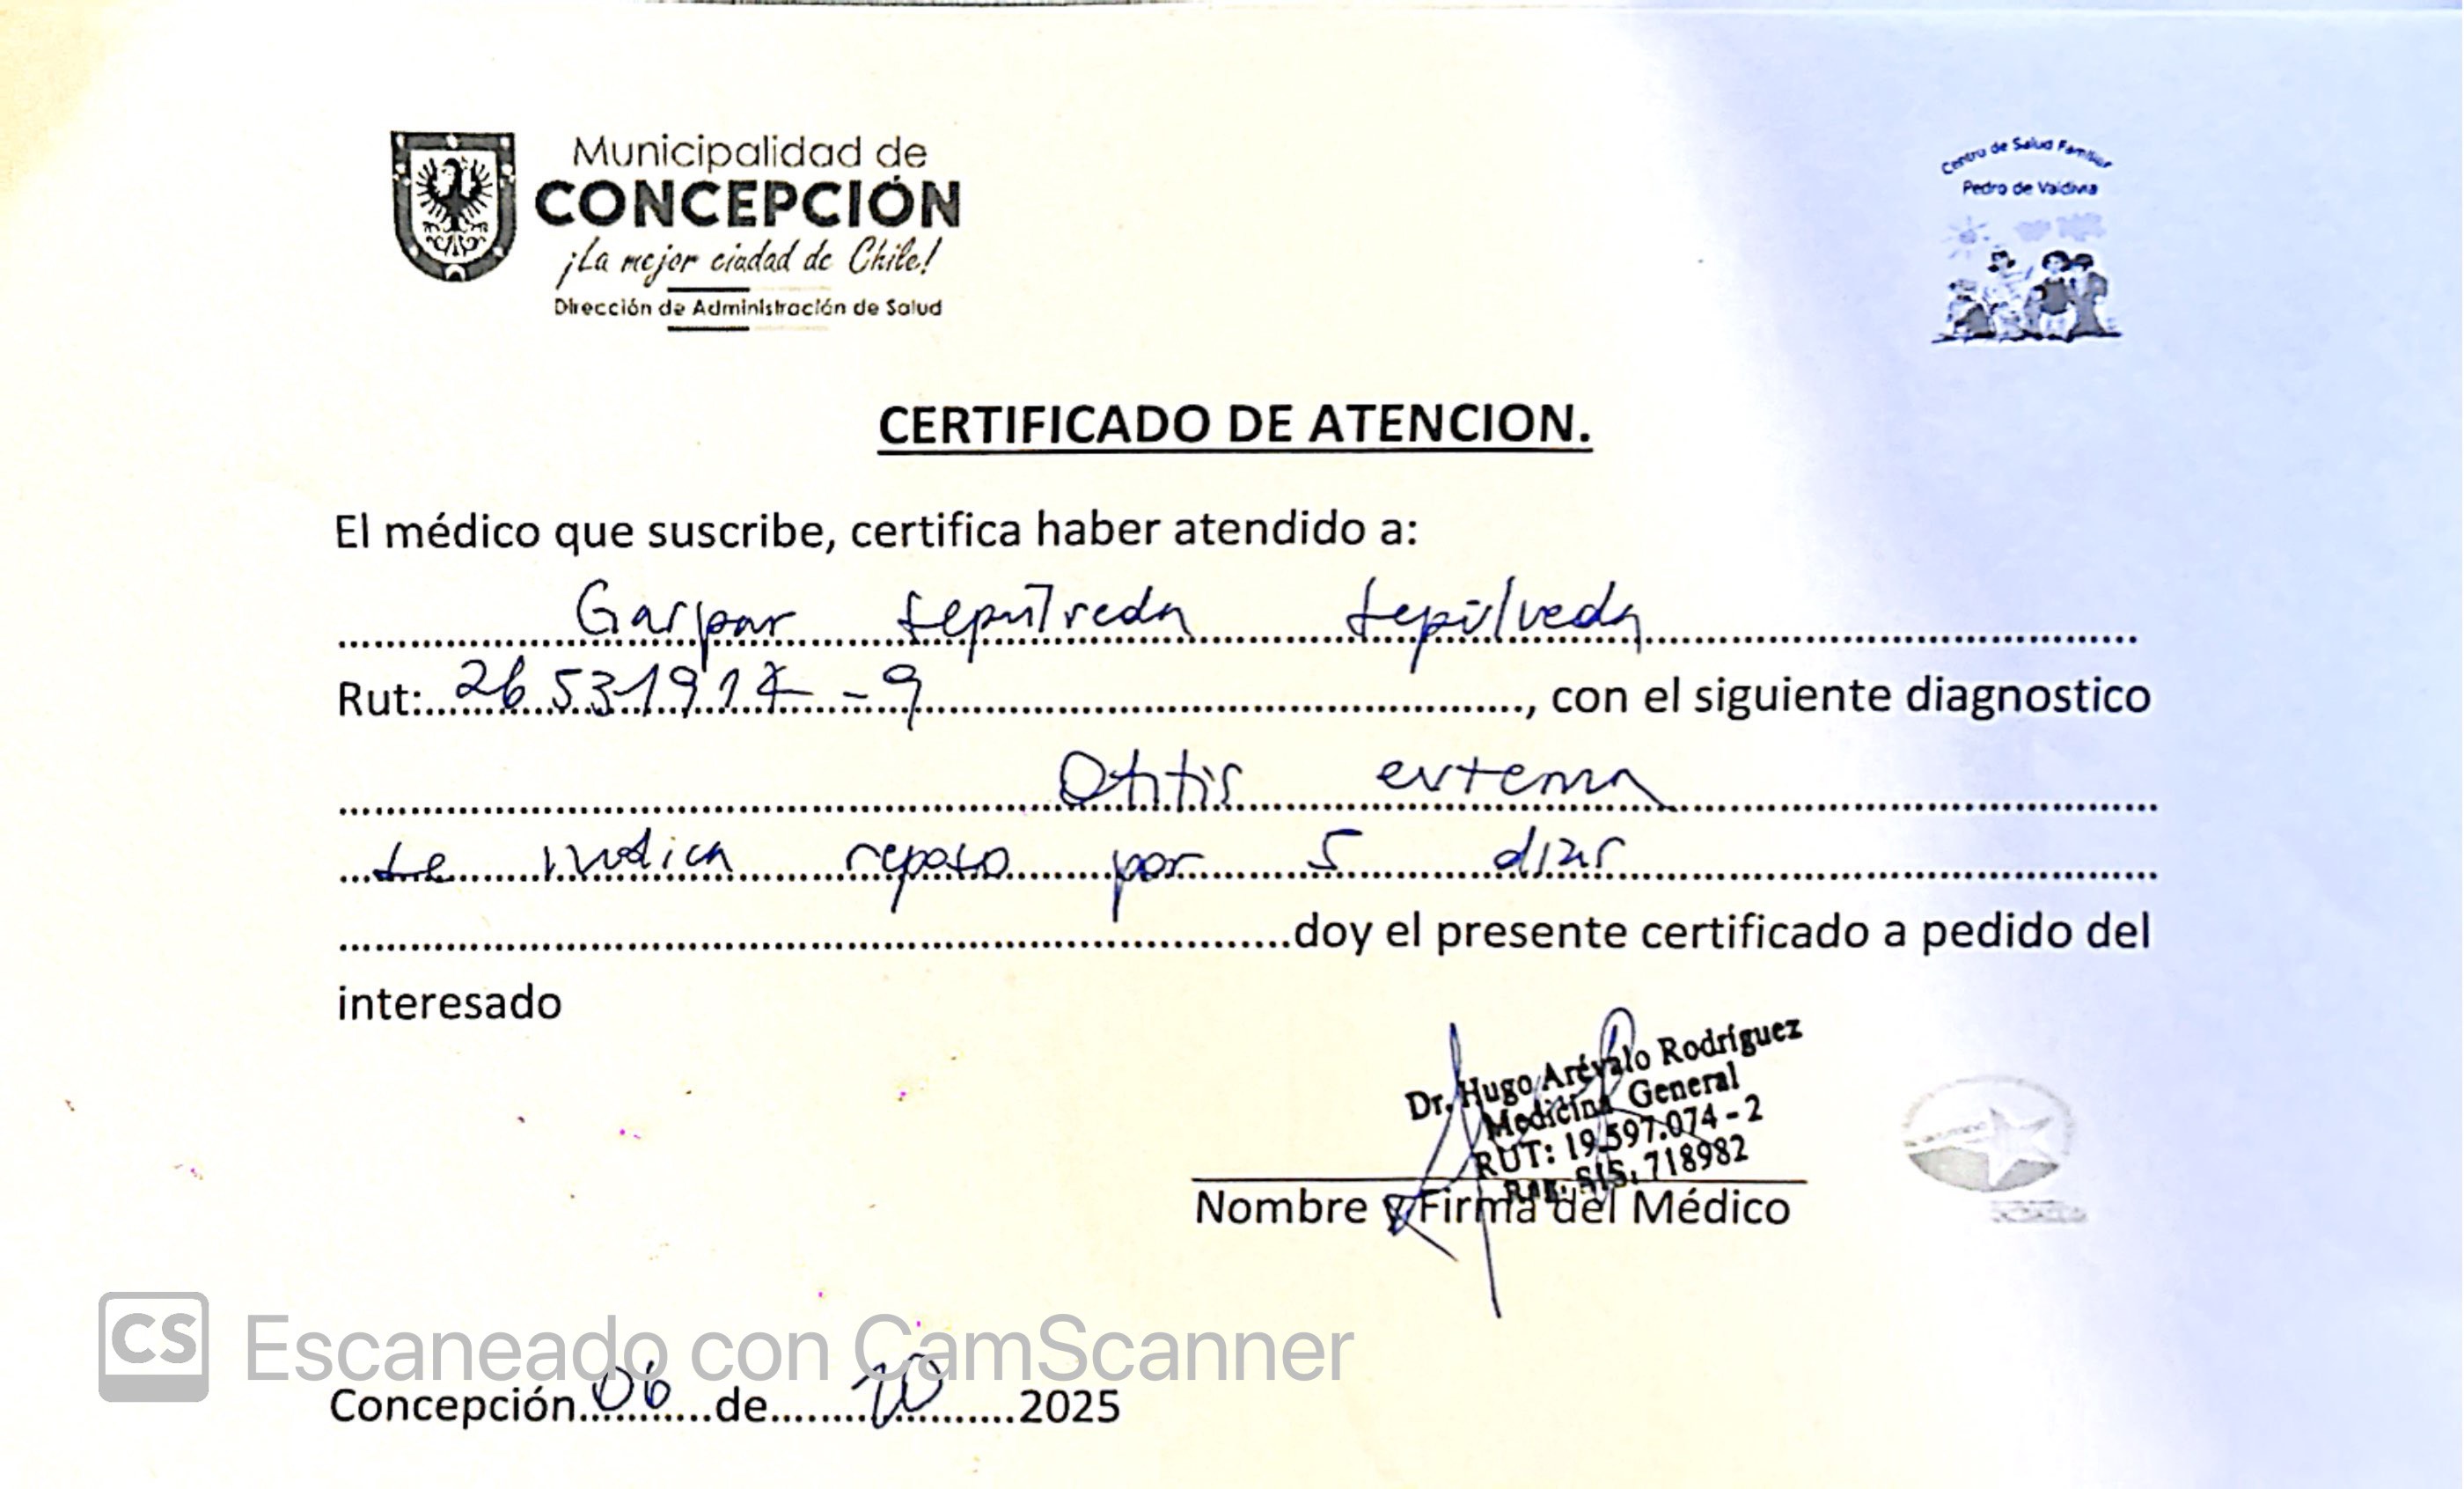 Municipalidad de
CONCEPCIÓN
¡La mejor ciudad de Chile!
Dirección de Administración de Salud
Centro de Salud Familiar
Pedro de Valdivia
CERTIFICADO DE ATENCION.
El médico que suscribe, certifica haber atendido a:
Gaspar Sepúlveda Sepúlveda
Rut: 26531917-9, con el siguiente diagnostico
Otitis externa
Se indica reposo por 5 dias
doy el presente certificado a pedido del
interesado
Dr. Hugo Arévalo Rodríguez
Medicina General
RUT: 19.597.074-2
SIS. 718982
Nombre y Firma del Médico
CS Escaneado con CamScanner
Concepción 06 de 10 2025